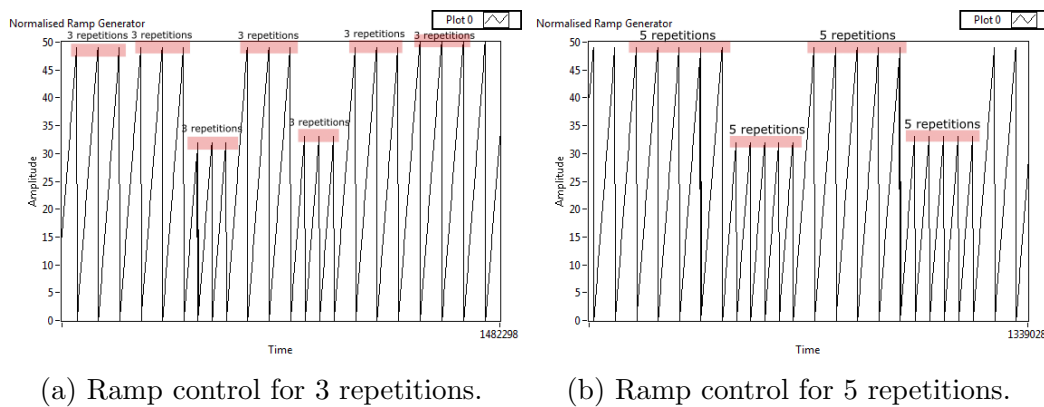 Normalised Ramp Generator
Plot 0
3 repetitions 3 repetitions 3 repetitions 3 repetitions 3 repetitions
3 repetitions 3 repetitions
50
45
40
35
30
25
20
15
10
5
0
Amplitude
1482298
Time
(a) Ramp control for 3 repetitions.
Normalised Ramp Generator
Plot 0
5 repetitions 5 repetitions
5 repetitions 5 repetitions
50
45
40
35
30
25
20
15
10
5
0
Amplitude
1339028
Time
(b) Ramp control for 5 repetitions.